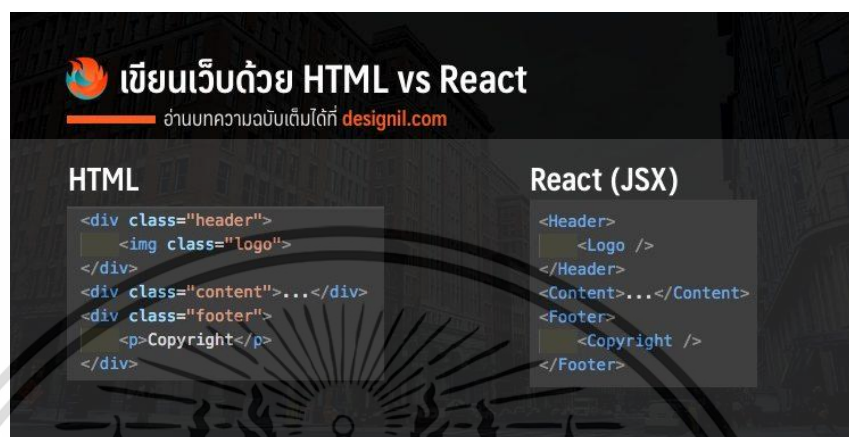 เขียนเว็บด้วย HTML vs React
อ่านบทความฉบับเต็มได้ที่ designil.com
HTML
<div class="header">
<img class="logo">
</div>
<div class="content">...</div>
<div class="footer">
<p>Copyright</p>
</div>
React (JSX)
<Header>
<Logo />
</Header>
<Content>...</Content>
<Footer>
<Copyright />
</Footer>